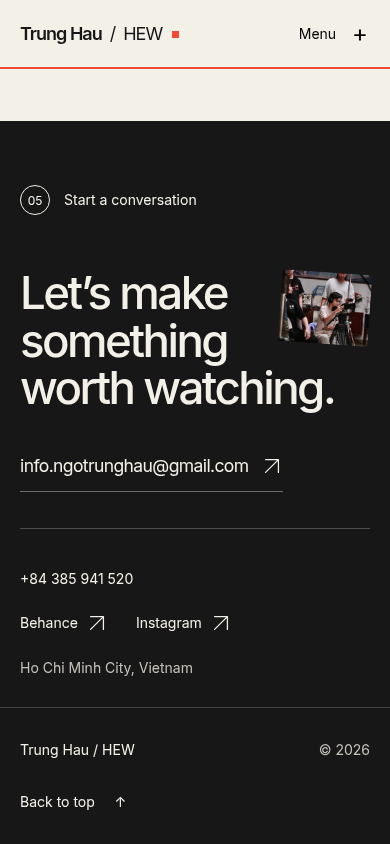 Trung Hau / HEW
Menu +
05 Start a conversation
Let’s make
something
worth watching.
info.ngotrunghau@gmail.com
+84 385 941 520
Behance Instagram
Ho Chi Minh City, Vietnam
Trung Hau / HEW © 2026
Back to top ↑